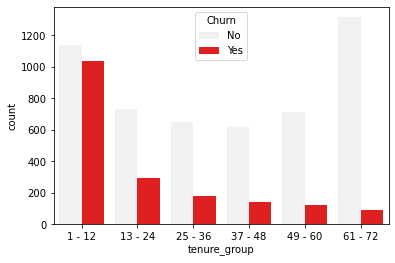 Churn
No
Yes
1200
1000
800
600
400
200
0
count
1 - 12 13 - 24 25 - 36 37 - 48 49 - 60 61 - 72
tenure_group